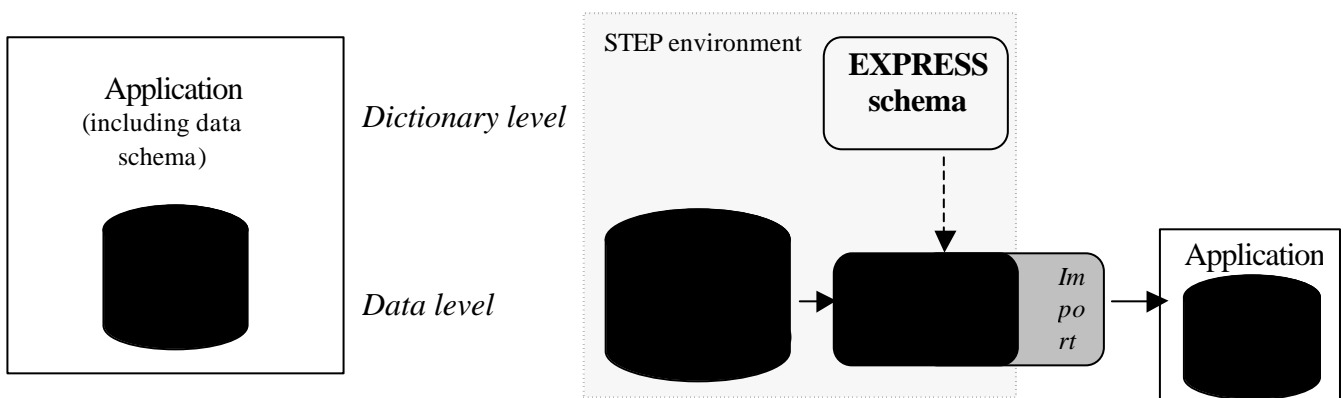 Application
(including data
schema)
Dictionary level
Data level
STEP environment
EXPRESS
schema
Im
po
rt
Application